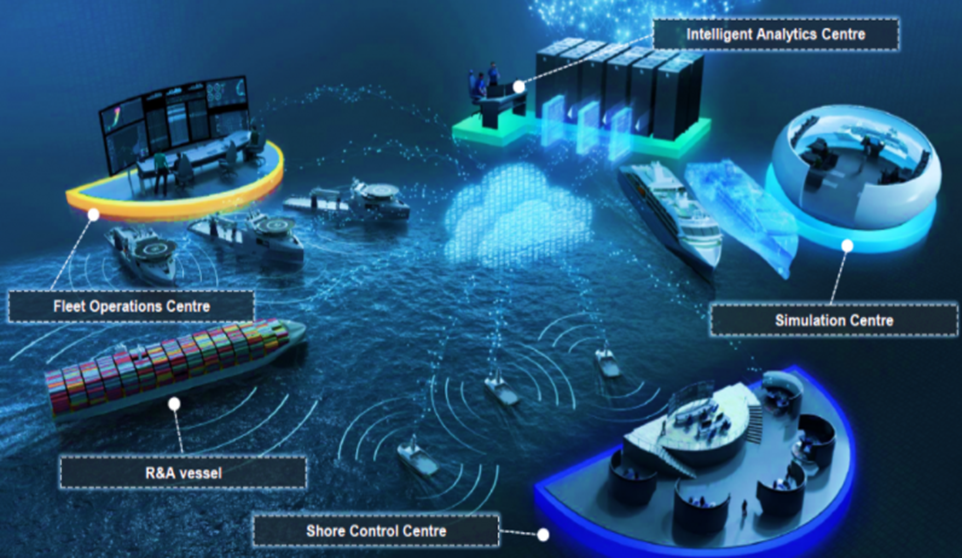 Intelligent Analytics Centre
Fleet Operations Centre
Simulation Centre
R&A vessel
Shore Control Centre